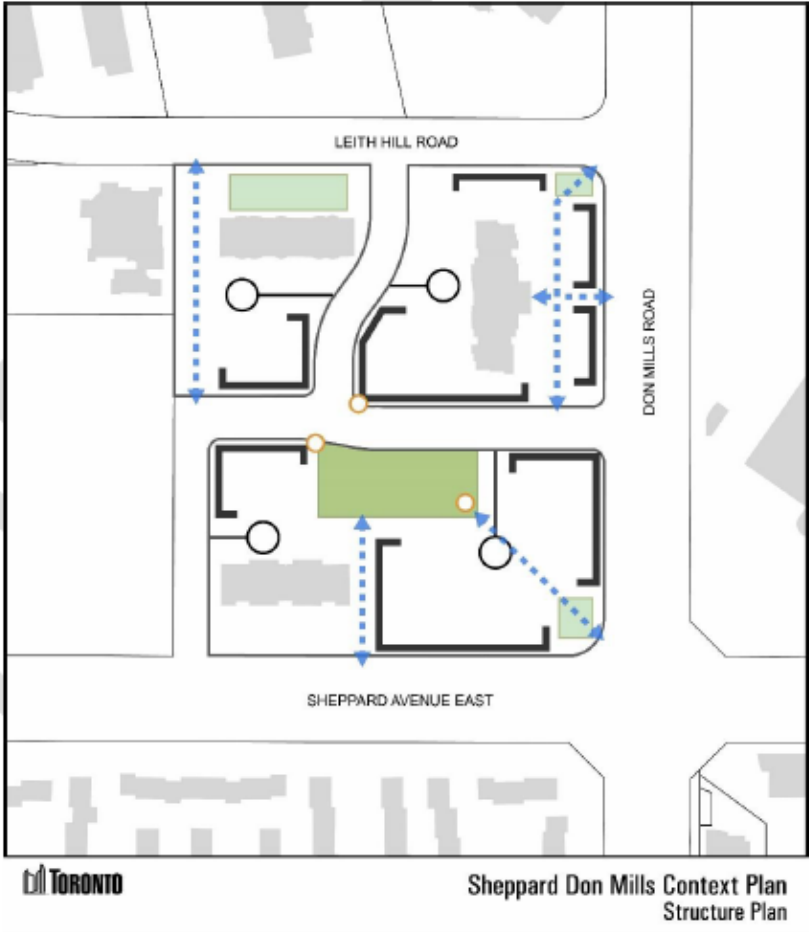 LEITH HILL ROAD
DON MILLS ROAD
SHEPPARD AVENUE EAST
TORONTO
Sheppard Don Mills Context Plan
Structure Plan